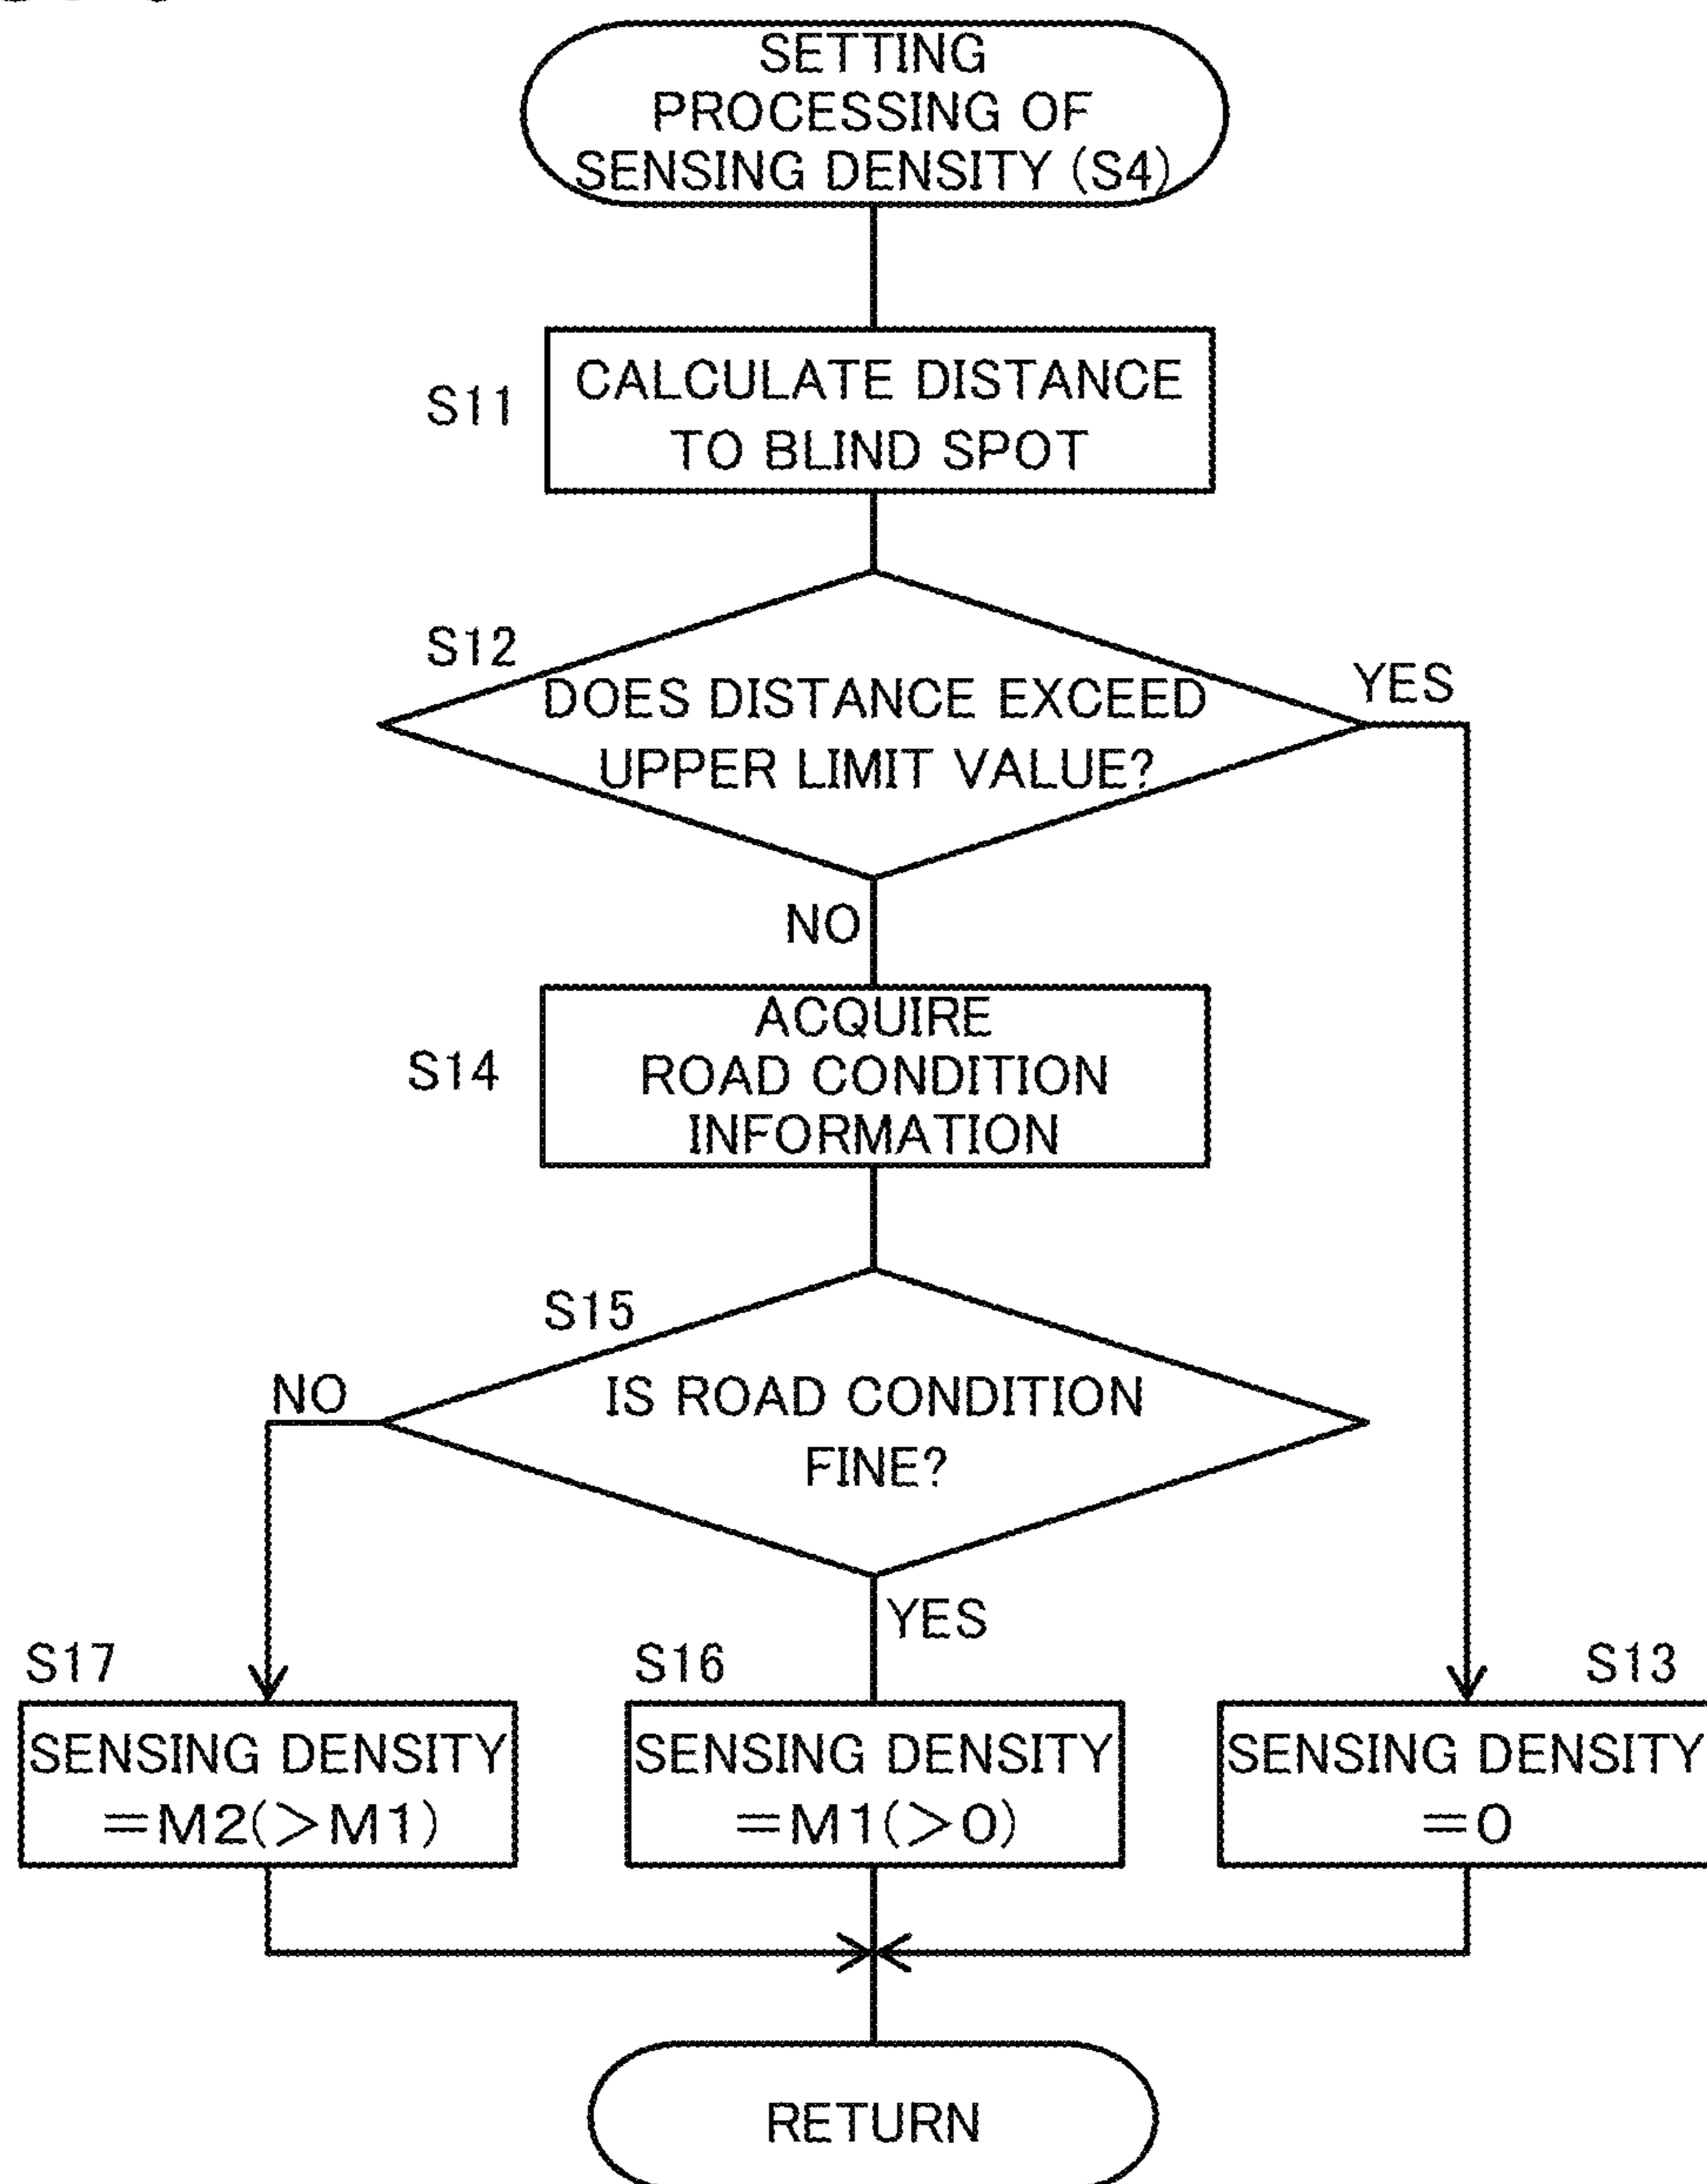 SETTING
PROCESSING OF
SENSING DENSITY (S4)
S11
CALCULATE DISTANCE
TO BLIND SPOT
S12
DOES DISTANCE EXCEED
UPPER LIMIT VALUE?
YES
NO
S14
ACQUIRE
ROAD CONDITION
INFORMATION
S15
IS ROAD CONDITION
FINE?
NO
YES
S17
SENSING DENSITY
=M2(>M1)
S16
SENSING DENSITY
=M1(>0)
S13
SENSING DENSITY
=0
RETURN